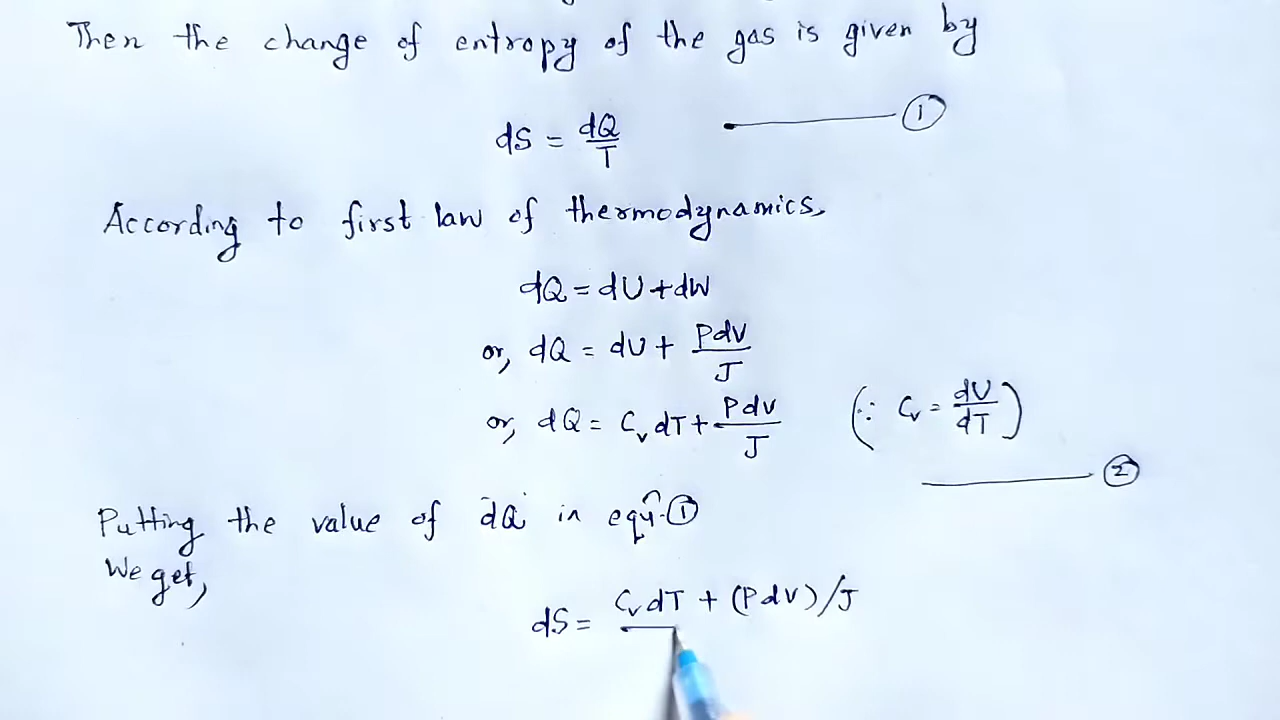 Then the change of entropy of the gas is given by
dS = dQ/T ①
According to first law of thermodynamics,
dQ = dU + dW
or, dQ = dU + PdV/J
or, dQ = CᵥdT + PdV/J (∵ Cᵥ = dU/dT)
②
Putting the value of dQ in equⁿ.①
We get,
dS = CᵥdT + (PdV)/J